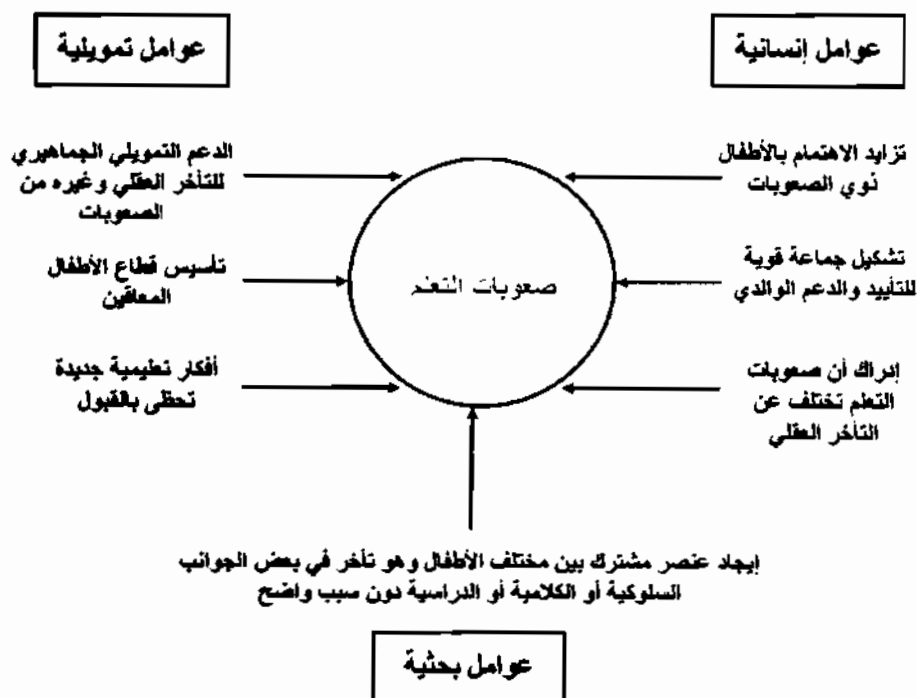 عوامل إنسانية
عوامل تمويلية
تزايد الاهتمام بالأطفال
ذوي الصعوبات
الدعم التمويلي الجماهيري
للتأخر العقلي وغيره من
الصعوبات
تشكيل جماعة قوية
للتأييد والدعم الوالدي
صعوبات التعلم
تأسيس قطاع الأطفال
المعاقين
إدراك أن صعوبات
التعلم تختلف عن
التأخر العقلي
أفكار تعليمية جديدة
تحظى بالقبول
إيجاد عنصر مشترك بين مختلف الأطفال وهو تأخر في بعض الجوانب
السلوكية أو الكلامية أو الدراسية دون سبب واضح
عوامل بحثية